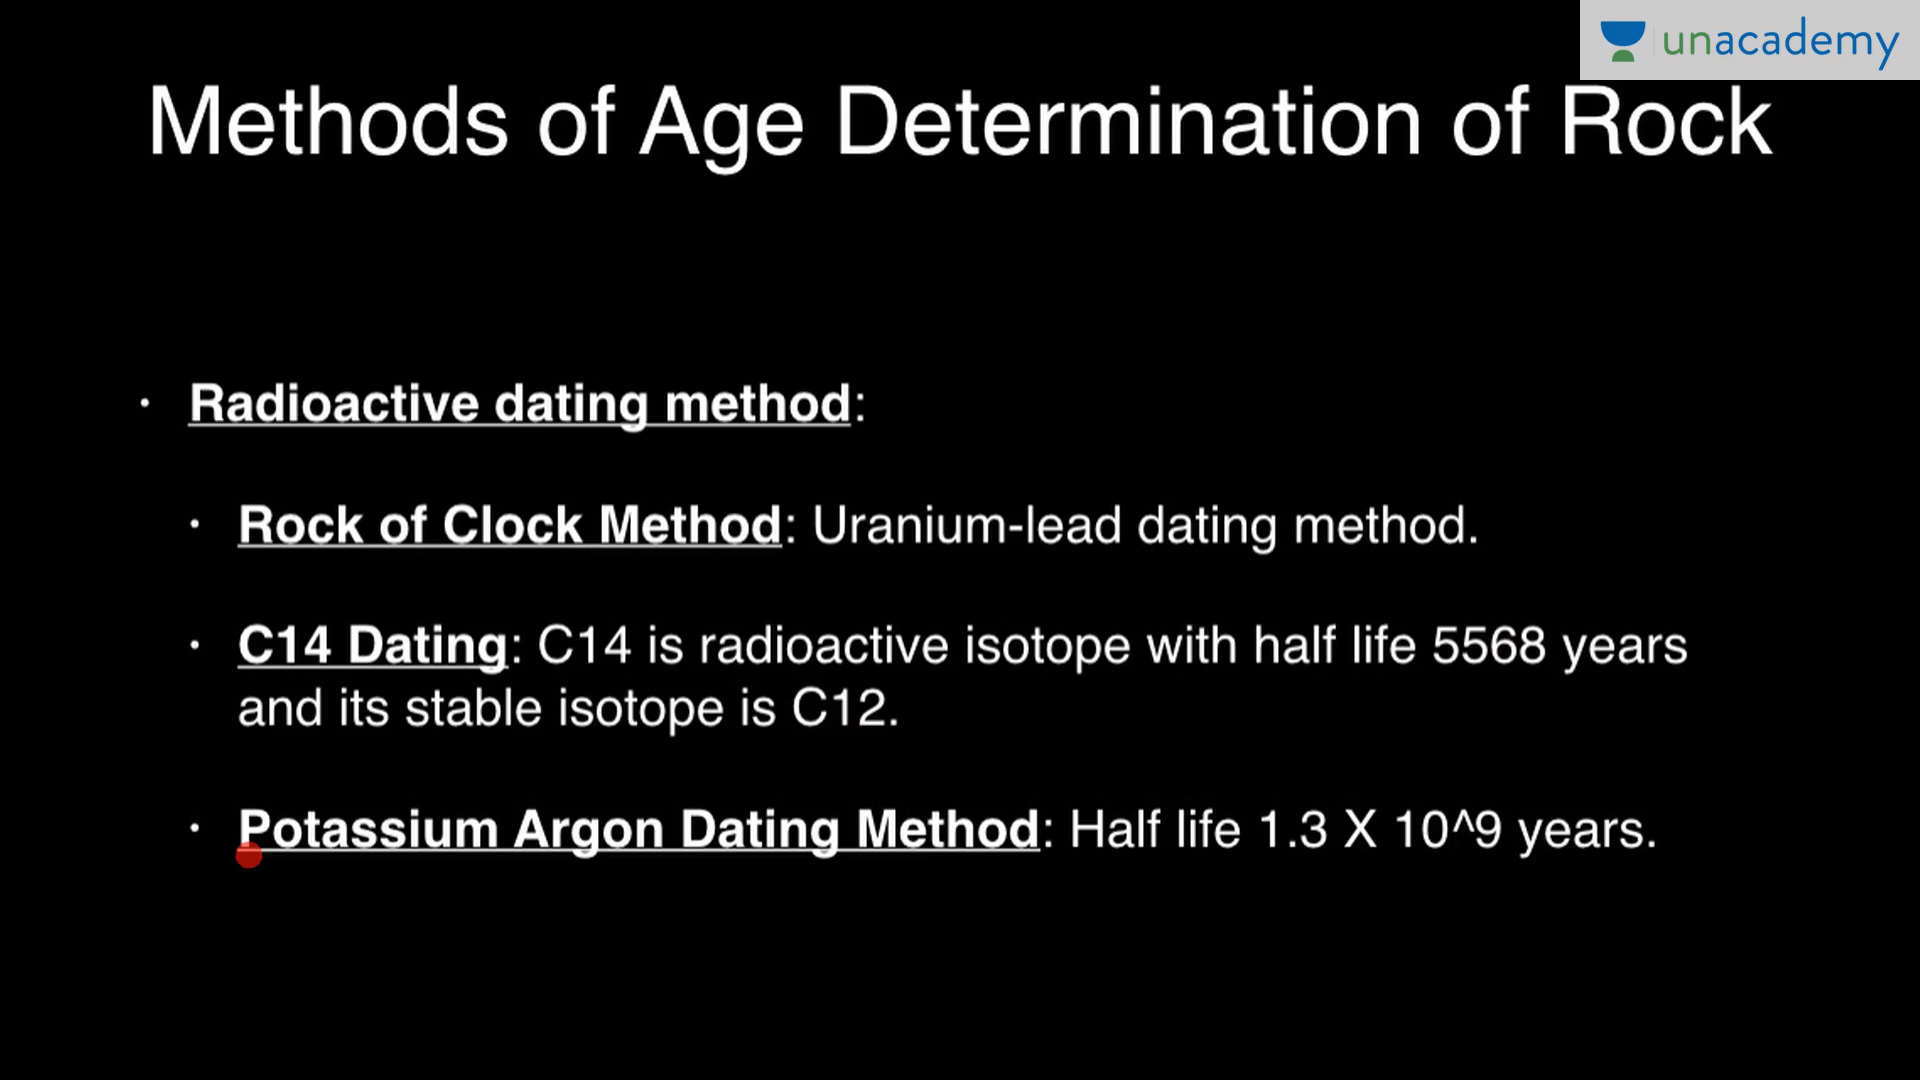 unacademy
Methods of Age Determination of Rock
• Radioactive dating method:
• Rock of Clock Method: Uranium-lead dating method.
• C14 Dating: C14 is radioactive isotope with half life 5568 years
and its stable isotope is C12.
• Potassium Argon Dating Method: Half life 1.3 X 10^9 years.